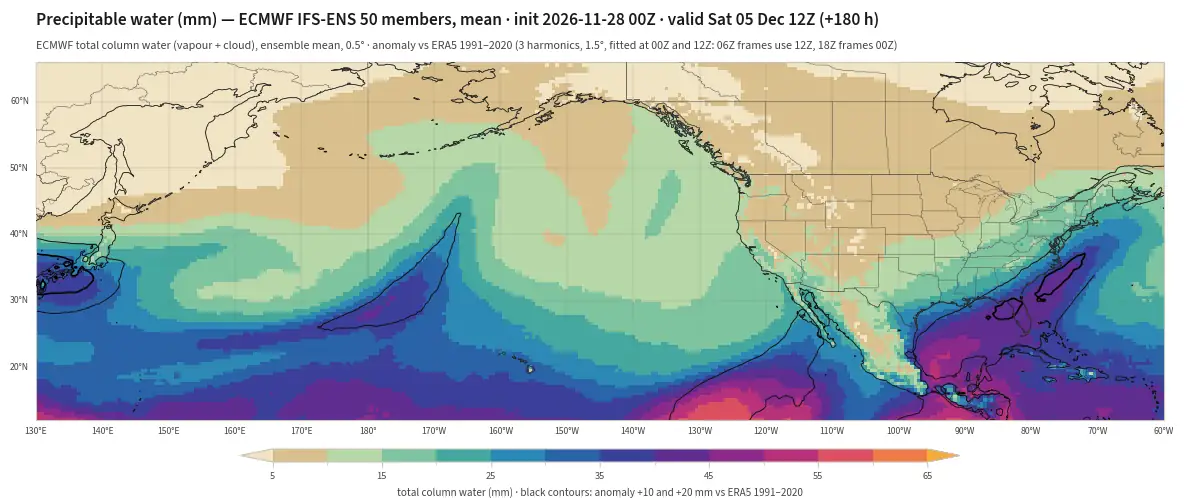 Precipitable water (mm) — ECMWF IFS-ENS 50 members, mean · init 2026-11-28 00Z · valid Sat 05 Dec 12Z (+180 h)
ECMWF total column water (vapour + cloud), ensemble mean, 0.5° · anomaly vs ERA5 1991–2020 (3 harmonics, 1.5°, fitted at 00Z and 12Z: 06Z frames use 12Z, 18Z frames 00Z)
60°N
50°N
40°N
30°N
20°N
130°E 140°E 150°E 160°E 170°E 180° 170°W 160°W 150°W 140°W 130°W 120°W 110°W 100°W 90°W 80°W 70°W 60°W
5 15 25 35 45 55 65
total column water (mm) · black contours: anomaly +10 and +20 mm vs ERA5 1991–2020